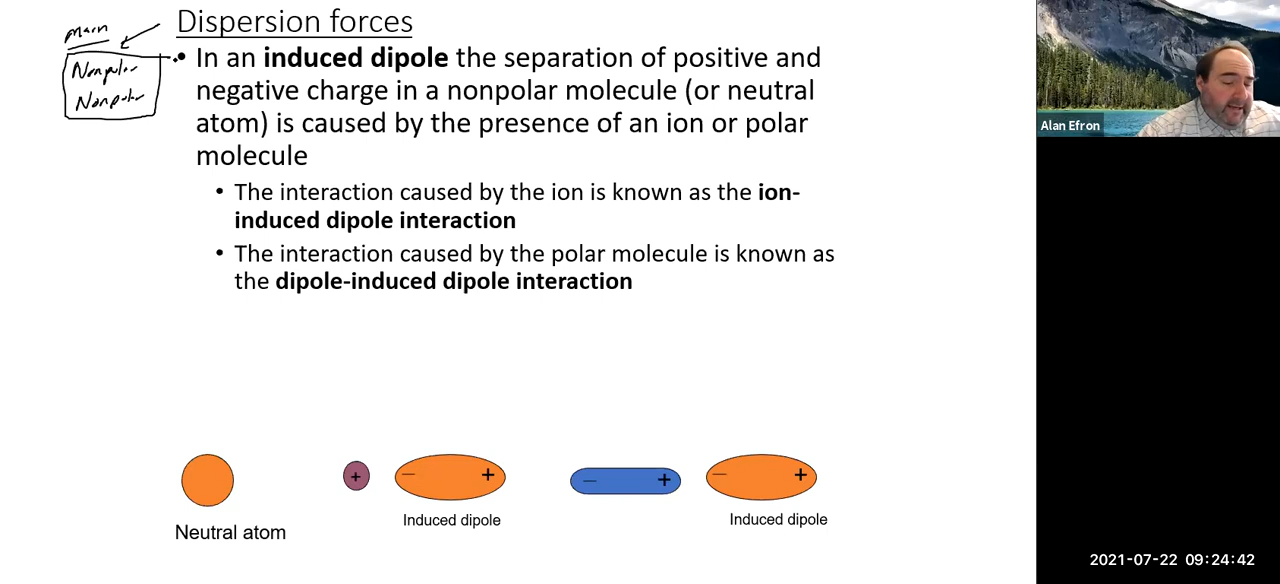 main
Nonpolar
Nonpolar
Dispersion forces
• In an induced dipole the separation of positive and
negative charge in a nonpolar molecule (or neutral
atom) is caused by the presence of an ion or polar
molecule
• The interaction caused by the ion is known as the ion-
induced dipole interaction
• The interaction caused by the polar molecule is known as
the dipole-induced dipole interaction
+ — + — + — +
Neutral atom Induced dipole Induced dipole
Alan Efron
2021-07-22 09:24:42